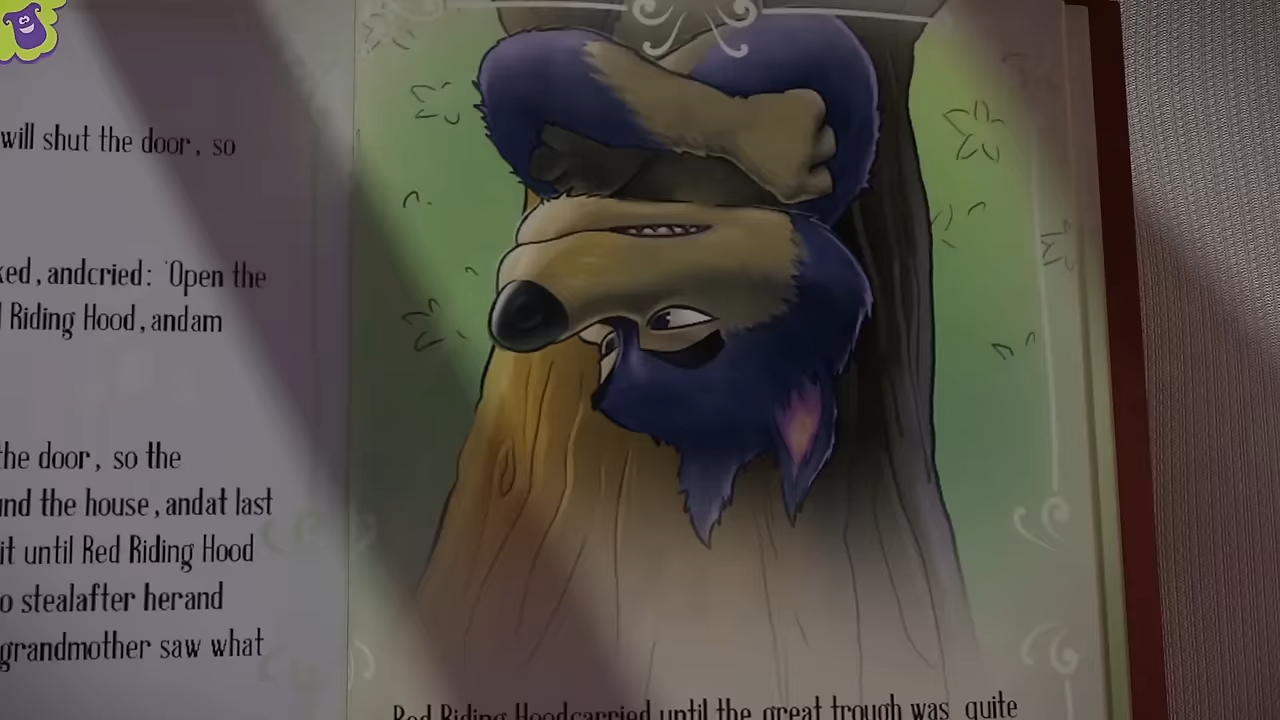 will shut the door, so
ked, andcried: 'Open the
Riding Hood, andam
the door, so the
und the house, andat last
it until Red Riding Hood
o stealafter herand
grandmother saw what
Red Riding Hoodcarried until the great trough was quite